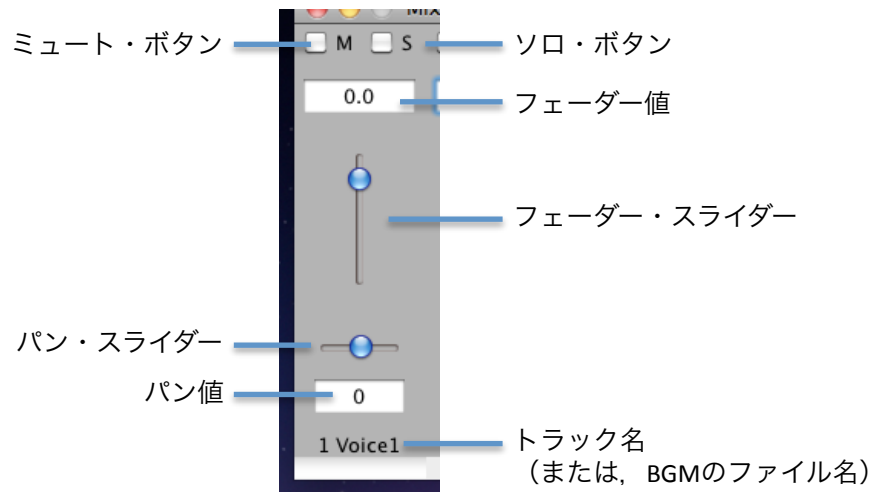 ミュート・ボタン
M
S
ソロ・ボタン
0.0
フェーダー値
フェーダー・スライダー
パン・スライダー
パン値
0
1 Voice1
トラック名
（または，BGMのファイル名）